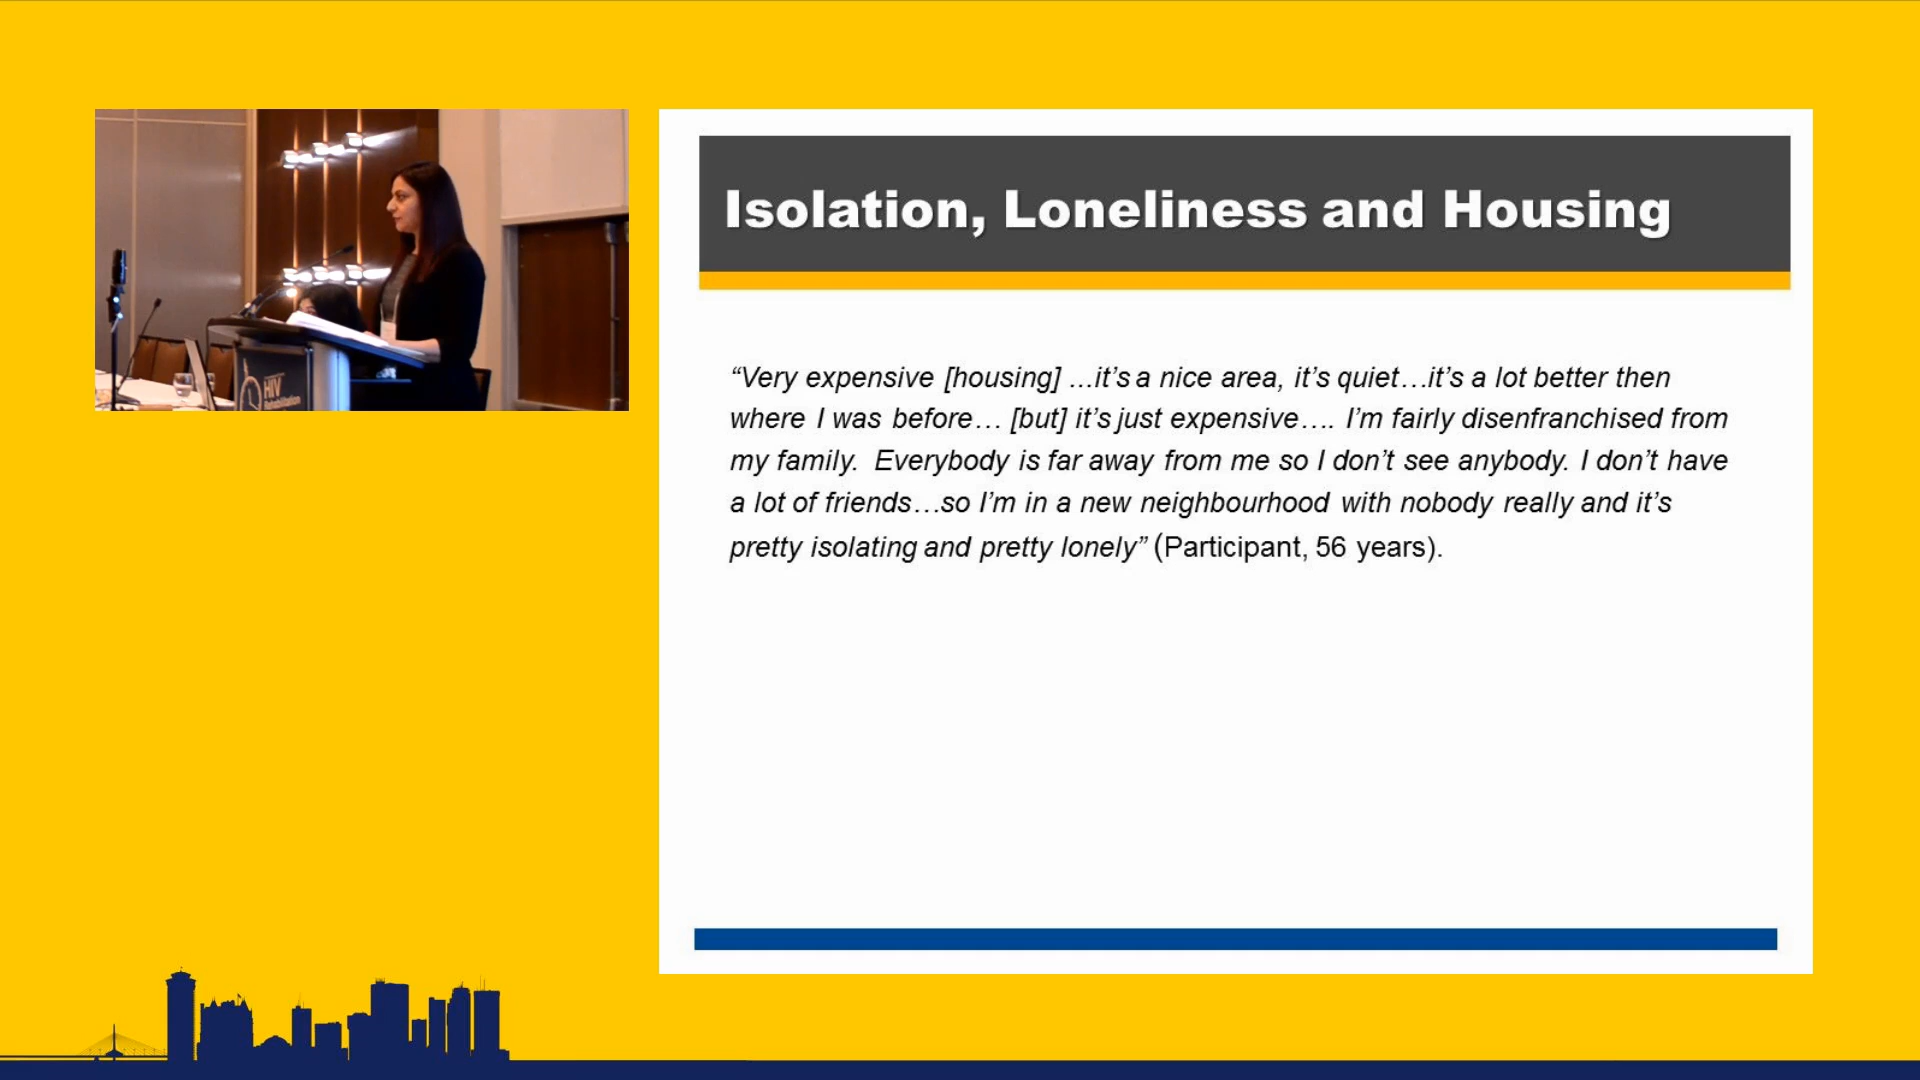 Isolation, Loneliness and Housing
“Very expensive [housing] ...it’s a nice area, it’s quiet…it’s a lot better then
where I was before… [but] it’s just expensive…. I’m fairly disenfranchised from
my family.  Everybody is far away from me so I don’t see anybody. I don’t have
a lot of friends…so I’m in a new neighbourhood with nobody really and it’s
pretty isolating and pretty lonely” (Participant, 56 years).
HIV